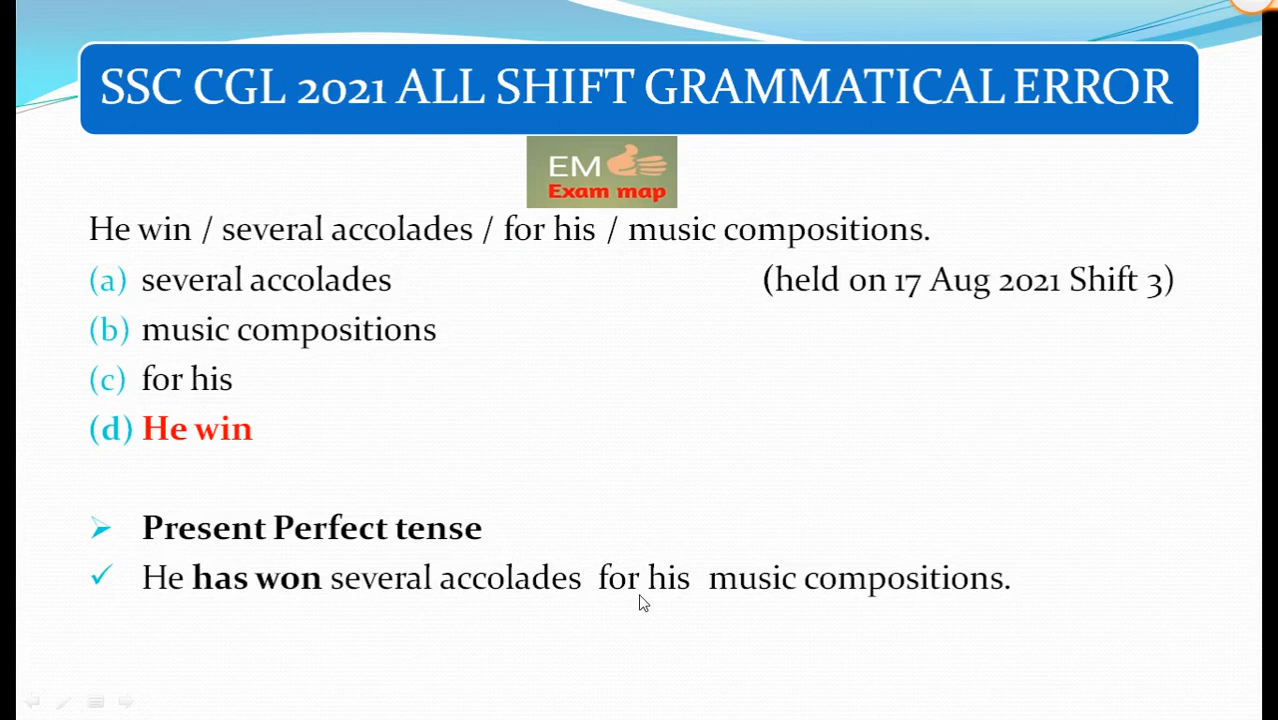 SSC CGL 2021 ALL SHIFT GRAMMATICAL ERROR
EM
Exam map
He win / several accolades / for his / music compositions.
(a) several accolades (held on 17 Aug 2021 Shift 3)
(b) music compositions
(c) for his
(d) He win
Present Perfect tense
He has won several accolades for his music compositions.